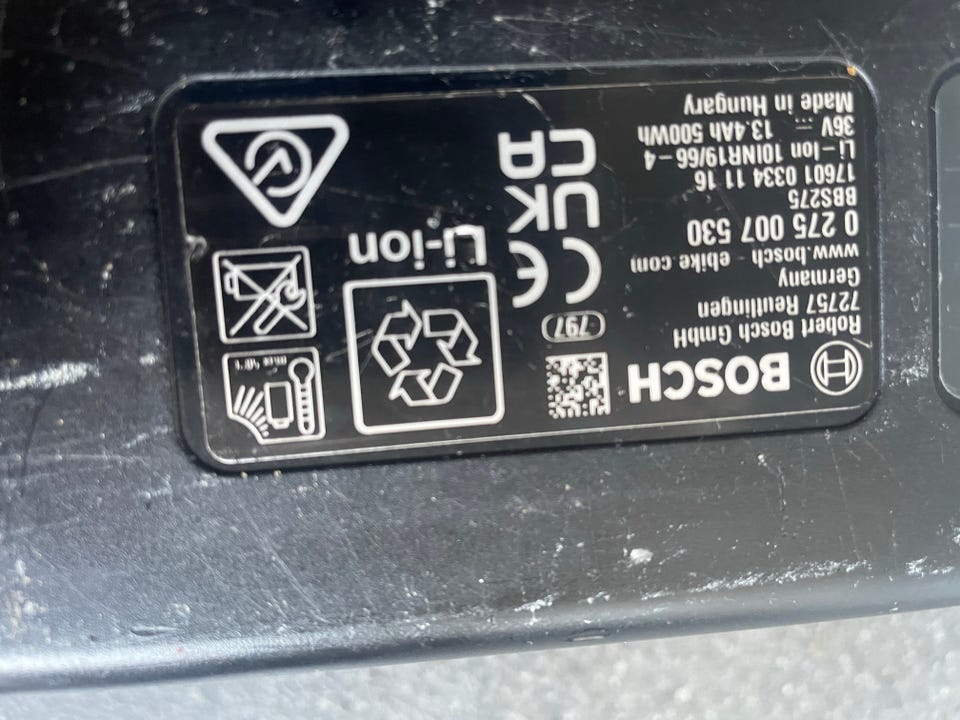 BOSCH
Robert Bosch GmbH
72757 Reutlingen
Germany
www.bosch - ebike.com
0 275 007 530
BBS275
17601 0334 11 16
Li-Ion 10INR19/66-4
36V ⎓ 13.4Ah 500Wh
Made in Hungary
797
CE
UK
CA
Li-ion